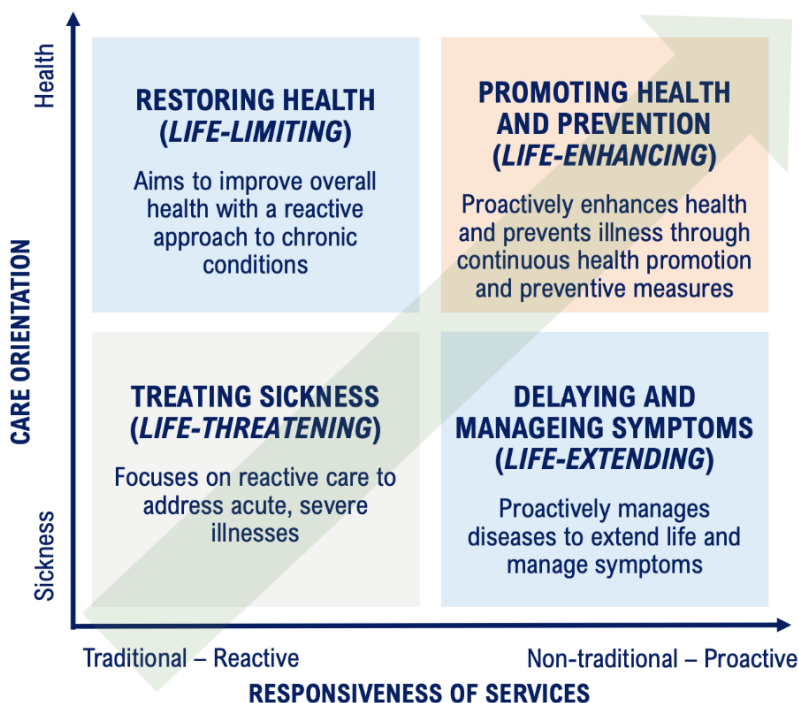 Health
CARE ORIENTATION
Sickness
RESTORING HEALTH
(LIFE-LIMITING)
Aims to improve overall
health with a reactive
approach to chronic
conditions
PROMOTING HEALTH
AND PREVENTION
(LIFE-ENHANCING)
Proactively enhances health
and prevents illness through
continuous health promotion
and preventive measures
TREATING SICKNESS
(LIFE-THREATENING)
Focuses on reactive care to
address acute, severe
illnesses
DELAYING AND
MANAGEING SYMPTOMS
(LIFE-EXTENDING)
Proactively manages
diseases to extend life and
manage symptoms
Traditional – Reactive
Non-traditional – Proactive
RESPONSIVENESS OF SERVICES